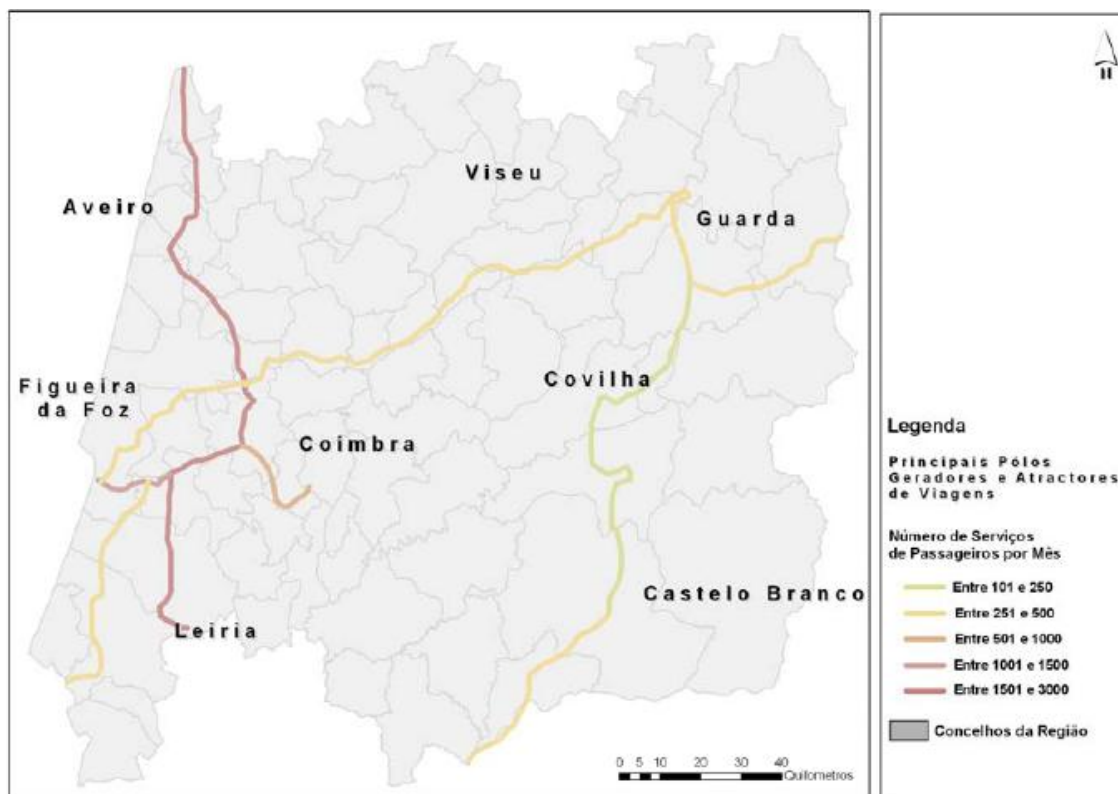 Viseu
Aveiro
Guarda
Figueira
da Foz
Covilha
Coimbra
Castelo Branco
Leiria
0 5 10 20 30 40
Quilometros
N
Legenda
Principais Pólos
Geradores e Atractores
de Viagens
Número de Serviços
de Passageiros por Mês
Entre 101 e 250
Entre 251 e 500
Entre 501 e 1000
Entre 1001 e 1500
Entre 1501 e 3000
Concelhos da Região